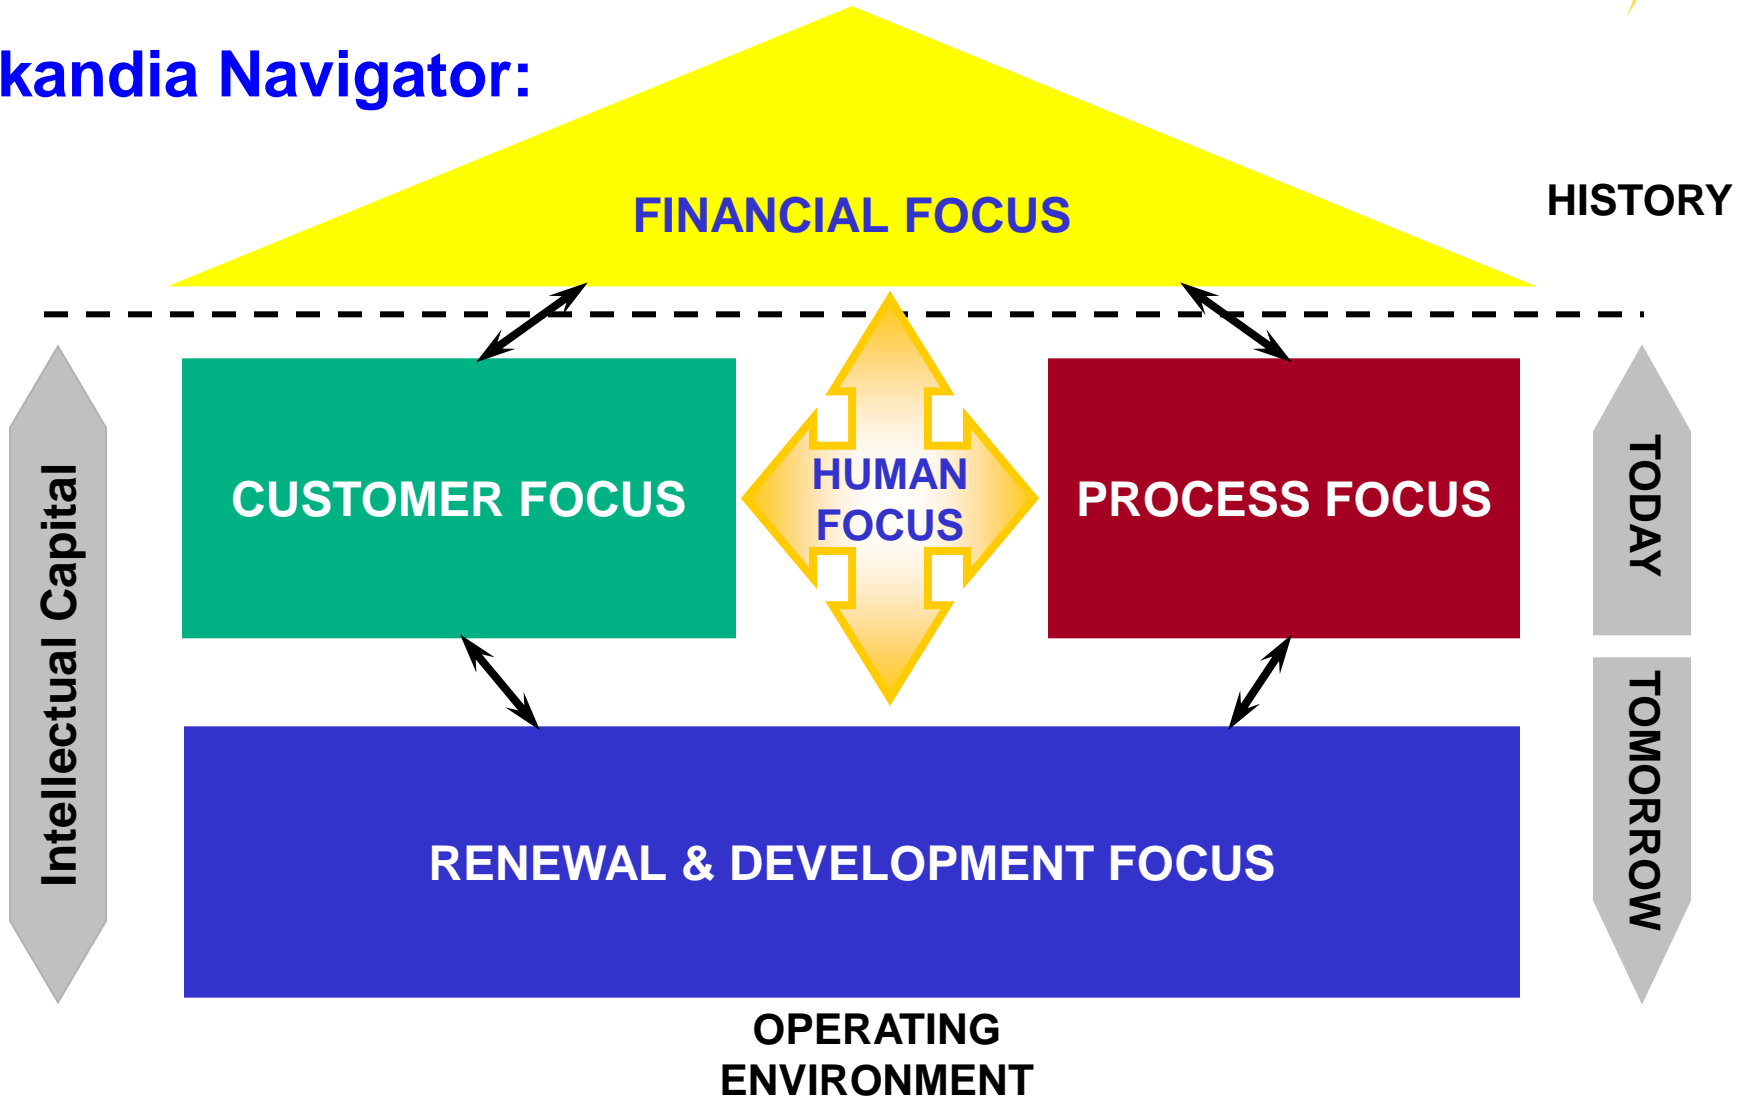 kandia Navigator:
FINANCIAL FOCUS
HISTORY
CUSTOMER FOCUS
HUMAN
FOCUS
PROCESS FOCUS
TODAY
Intellectual Capital
TOMORROW
RENEWAL & DEVELOPMENT FOCUS
OPERATING
ENVIRONMENT